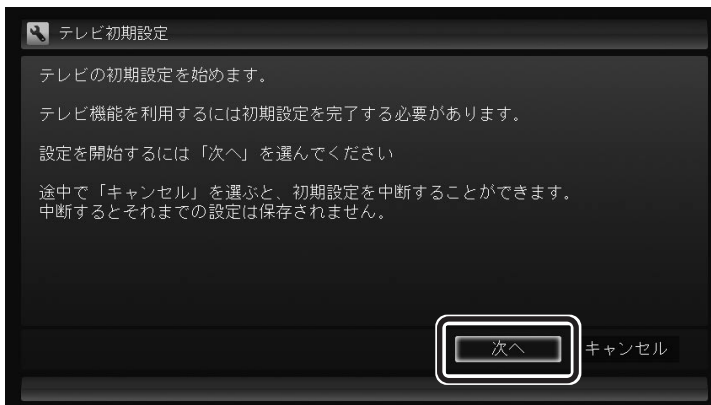 テレビ初期設定
テレビの初期設定を始めます。
テレビ機能を利用するには初期設定を完了する必要があります。
設定を開始するには「次へ」を選んでください
途中で「キャンセル」を選ぶと、初期設定を中断することができます。
中断するとそれまでの設定は保存されません。
次へ キャンセル